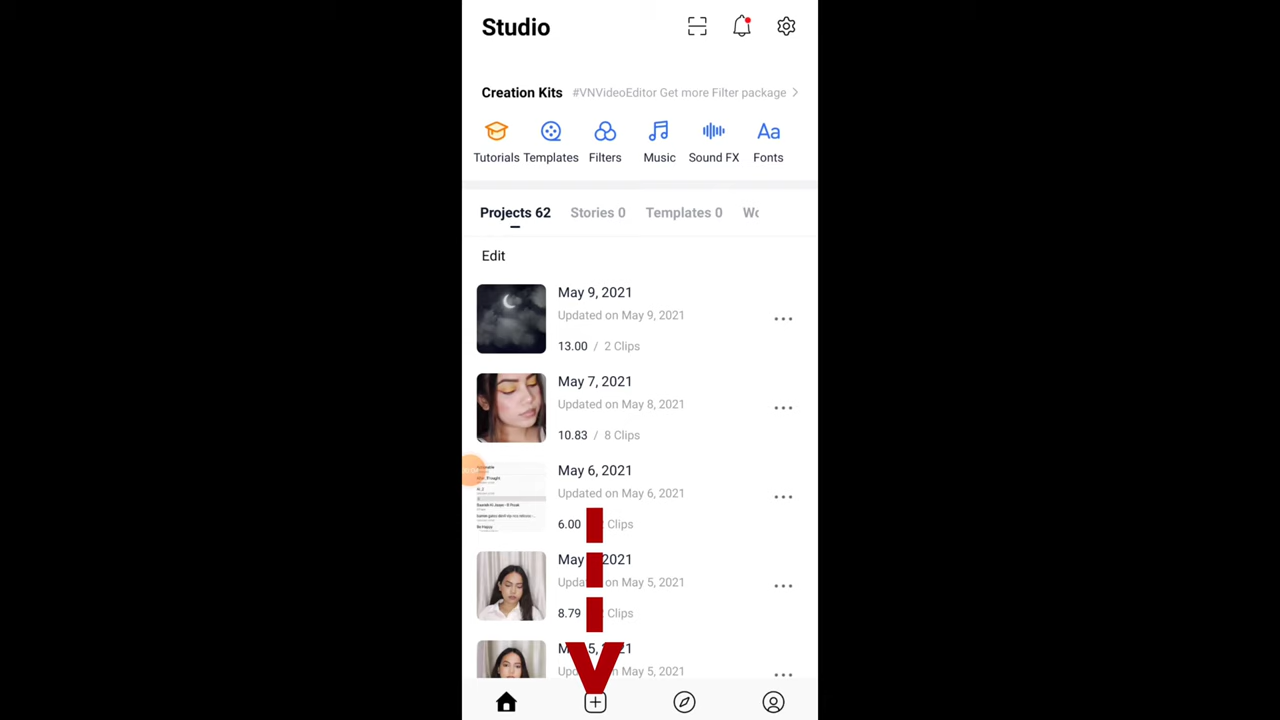 Studio
Creation Kits #VNVideoEditor Get more Filter package
Tutorials Templates Filters Music Sound FX Fonts
Aa
Projects 62 Stories 0 Templates 0
Edit
May 9, 2021
Updated on May 9, 2021
13.00 / 2 Clips
May 7, 2021
Updated on May 8, 2021
10.83 / 8 Clips
May 6, 2021
Updated on May 6, 2021
6.00 Clips
May 2021
on May 5, 2021
8.79 Clips
on May 5, 2021